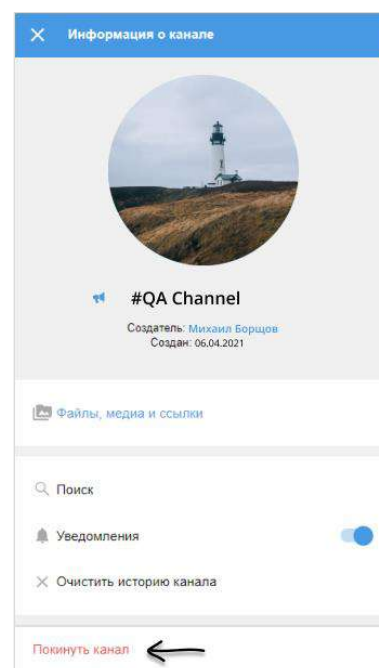 Информация о канале
#QA Channel
Создатель: Михаил Борщов
Создан: 06.04.2021
Файлы, медиа и ссылки
Поиск
Уведомления
Очистить историю канала
Покинуть канал